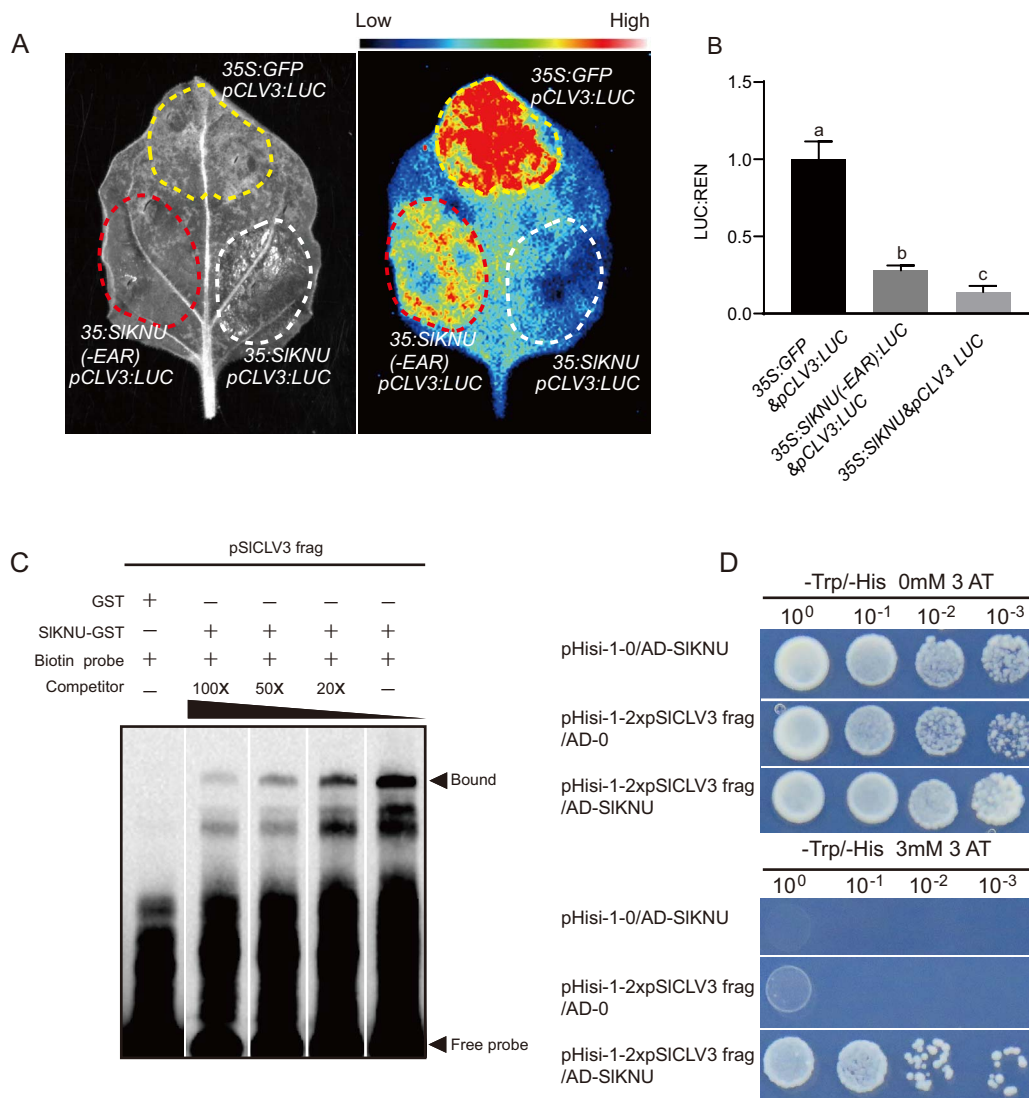 A
Low
High
35S:GFP
pCLV3:LUC
35:SlKNU
(-EAR)
pCLV3:LUC
35:SlKNU
pCLV3:LUC
35S:GFP
pCLV3:LUC
35:SlKNU
(-EAR)
pCLV3:LUC
35:SlKNU
pCLV3:LUC
B
LUC:REN
1.5
1.0
0.5
0.0
a
b
c
35S:GFP
&pCLV3:LUC
35S:SlKNU(-EAR):LUC
&pCLV3:LUC
35S:SlKNU&pCLV3 LUC
C
pSlCLV3 frag
GST + – – – –
SlKNU-GST – + + + +
Biotin probe + + + + +
Competitor – 100X 50X 20X –
Bound
Free probe
D
-Trp/-His 0mM 3 AT
10⁰ 10⁻¹ 10⁻² 10⁻³
pHisi-1-0/AD-SlKNU
pHisi-1-2xpSlCLV3 frag
/AD-0
pHisi-1-2xpSlCLV3 frag
/AD-SlKNU
-Trp/-His 3mM 3 AT
10⁰ 10⁻¹ 10⁻² 10⁻³
pHisi-1-0/AD-SlKNU
pHisi-1-2xpSlCLV3 frag
/AD-0
pHisi-1-2xpSlCLV3 frag
/AD-SlKNU